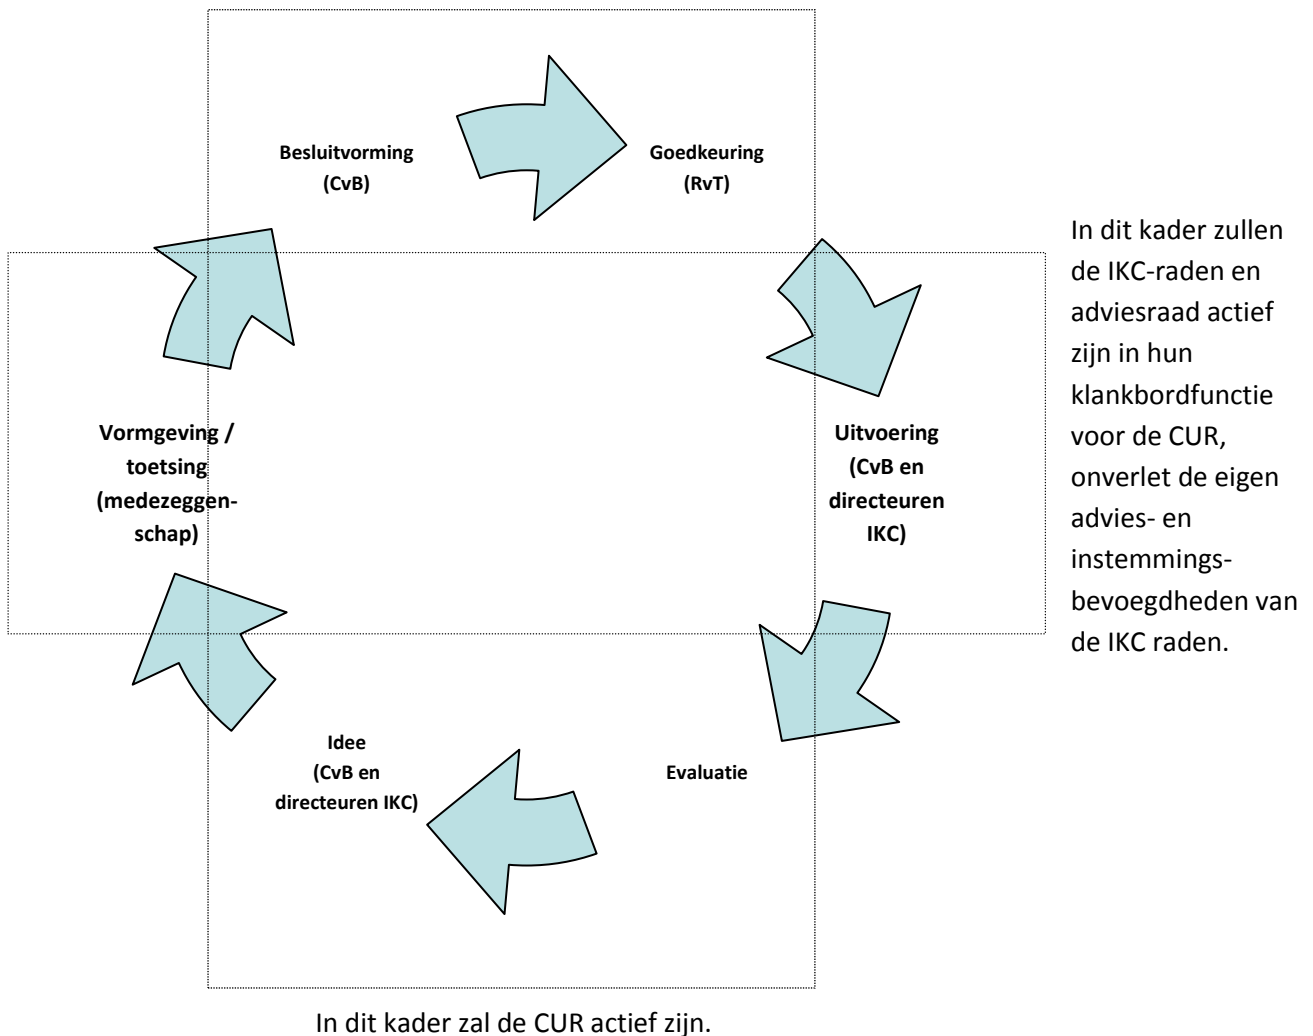 Besluitvorming
(CvB)
Goedkeuring
(RvT)
In dit kader zullen
de IKC-raden en
adviesraad actief
zijn in hun
klankbordfunctie
voor de CUR,
onverlet de eigen
advies- en
instemmings-
bevoegdheden van
de IKC raden.
Vormgeving /
toetsing
(medezeggen-
schap)
Uitvoering
(CvB en
directeuren
IKC)
Idee
(CvB en
directeuren IKC)
Evaluatie
In dit kader zal de CUR actief zijn.